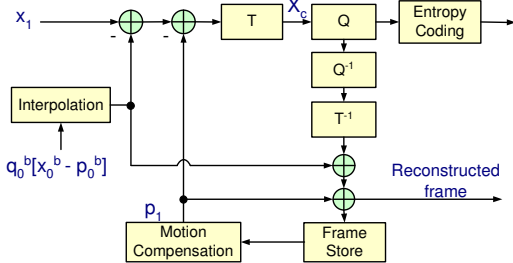 x₁
-
-
T
Xc
Q
Entropy
Coding
Q⁻¹
Interpolation
T⁻¹
q₀ᵇ[x₀ᵇ - p₀ᵇ]
Reconstructed
frame
p₁
Motion
Compensation
Frame
Store